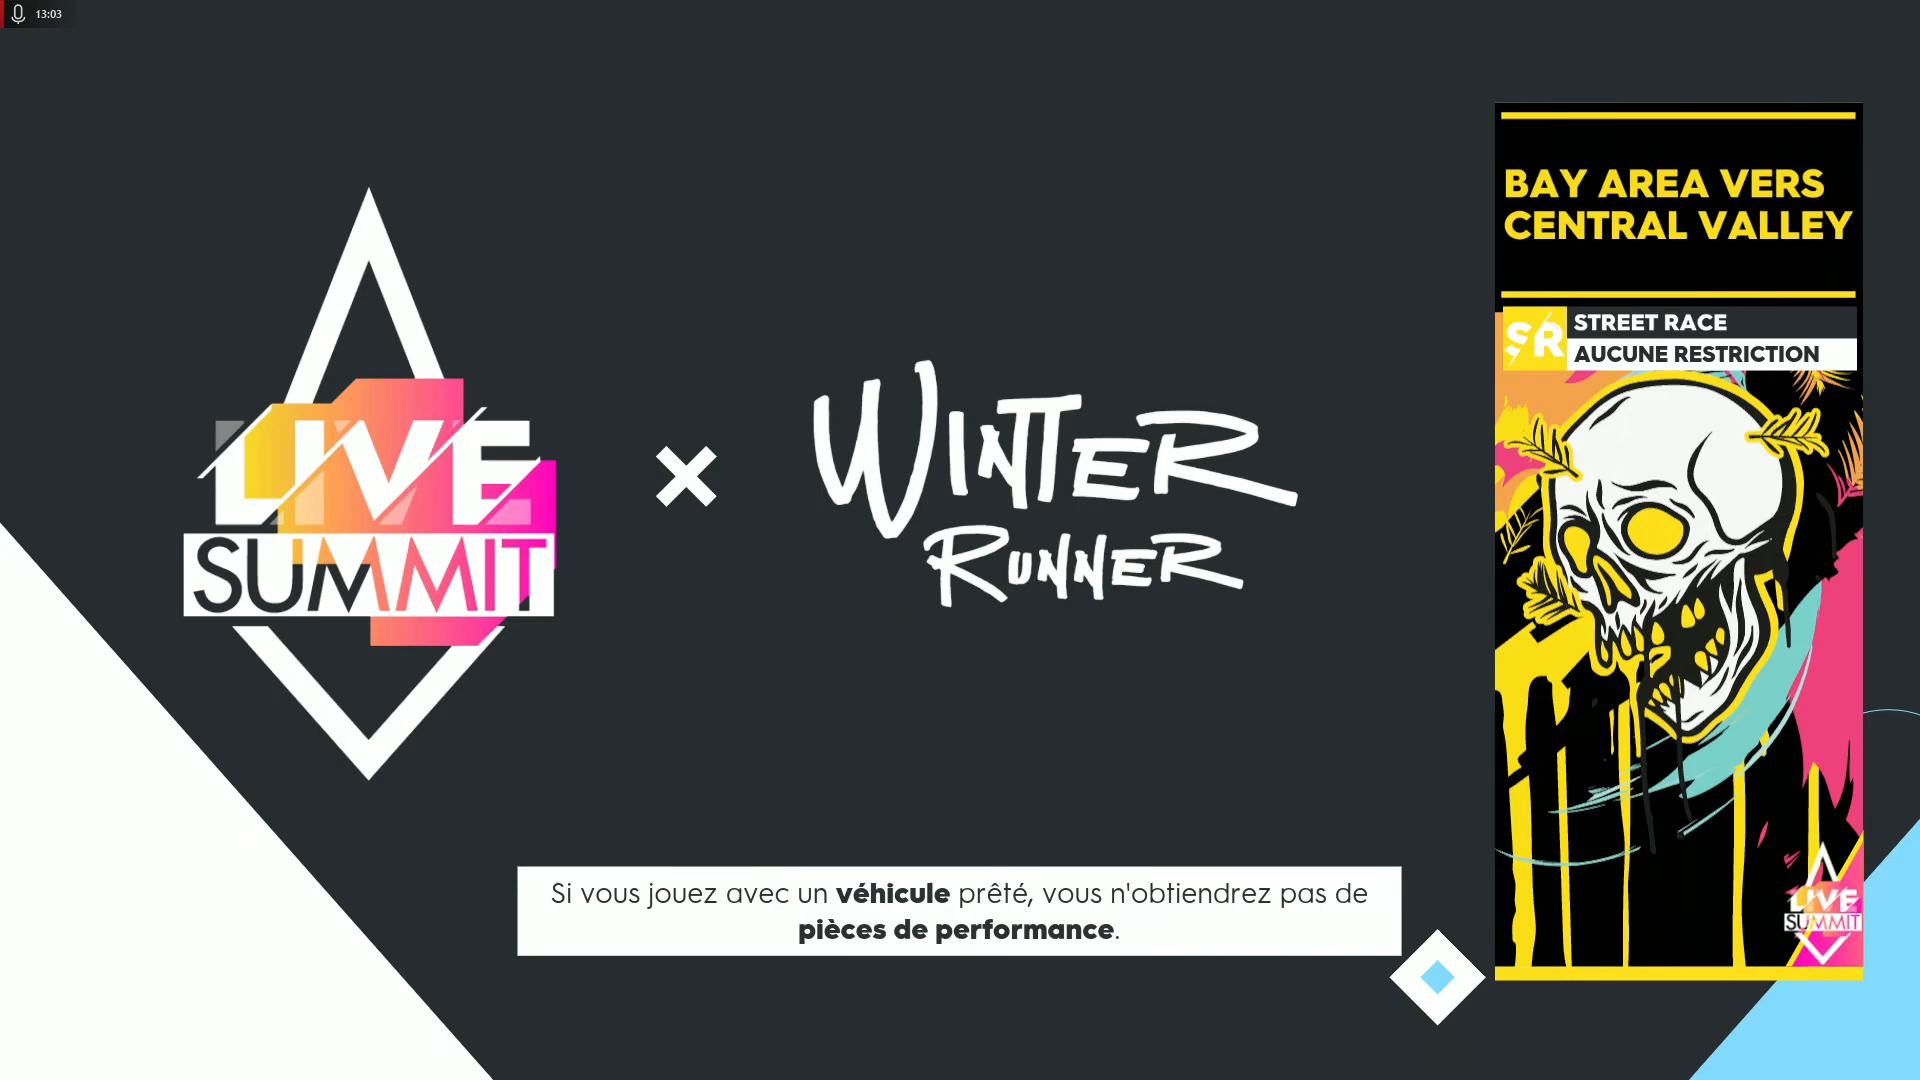 13:03
LIVE
SUMMIT
×
WINTER
RUNNER
BAY AREA VERS
CENTRAL VALLEY
SR
STREET RACE
AUCUNE RESTRICTION
LIVE
SUMMIT
Si vous jouez avec un véhicule prêté, vous n'obtiendrez pas de
pièces de performance.